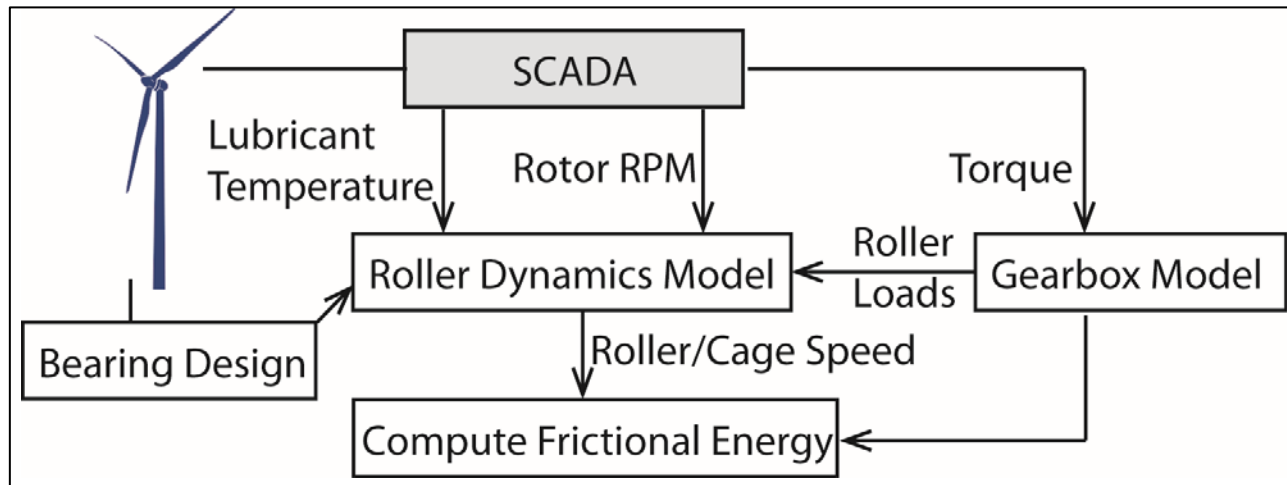 SCADA
Lubricant
Temperature
Rotor RPM
Torque
Roller Dynamics Model
Roller
Loads
Gearbox Model
Bearing Design
Roller/Cage Speed
Compute Frictional Energy